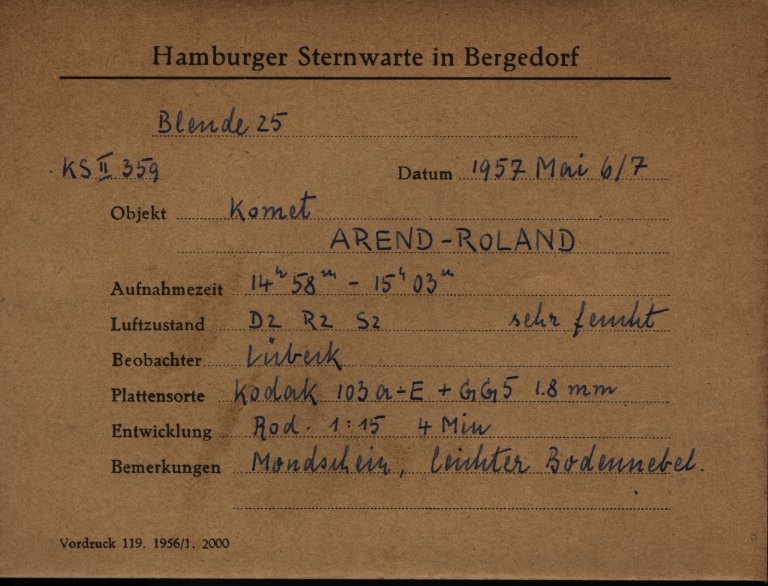 Hamburger Sternwarte in Bergedorf
Blende 25
KS II 359 Datum 1957 Mai 6/7
Objekt Komet
AREND-ROLAND
Aufnahmezeit 14h 58m - 15h 03m
Luftzustand D2 R2 S2 sehr feucht
Beobachter Lübeck
Plattensorte Kodak 103a-E + GG5 1.8 mm
Entwicklung Rod. 1:15 4 Min
Bemerkungen Mondschein, leichter Bodennebel.
Vordruck 119. 1956/1. 2000